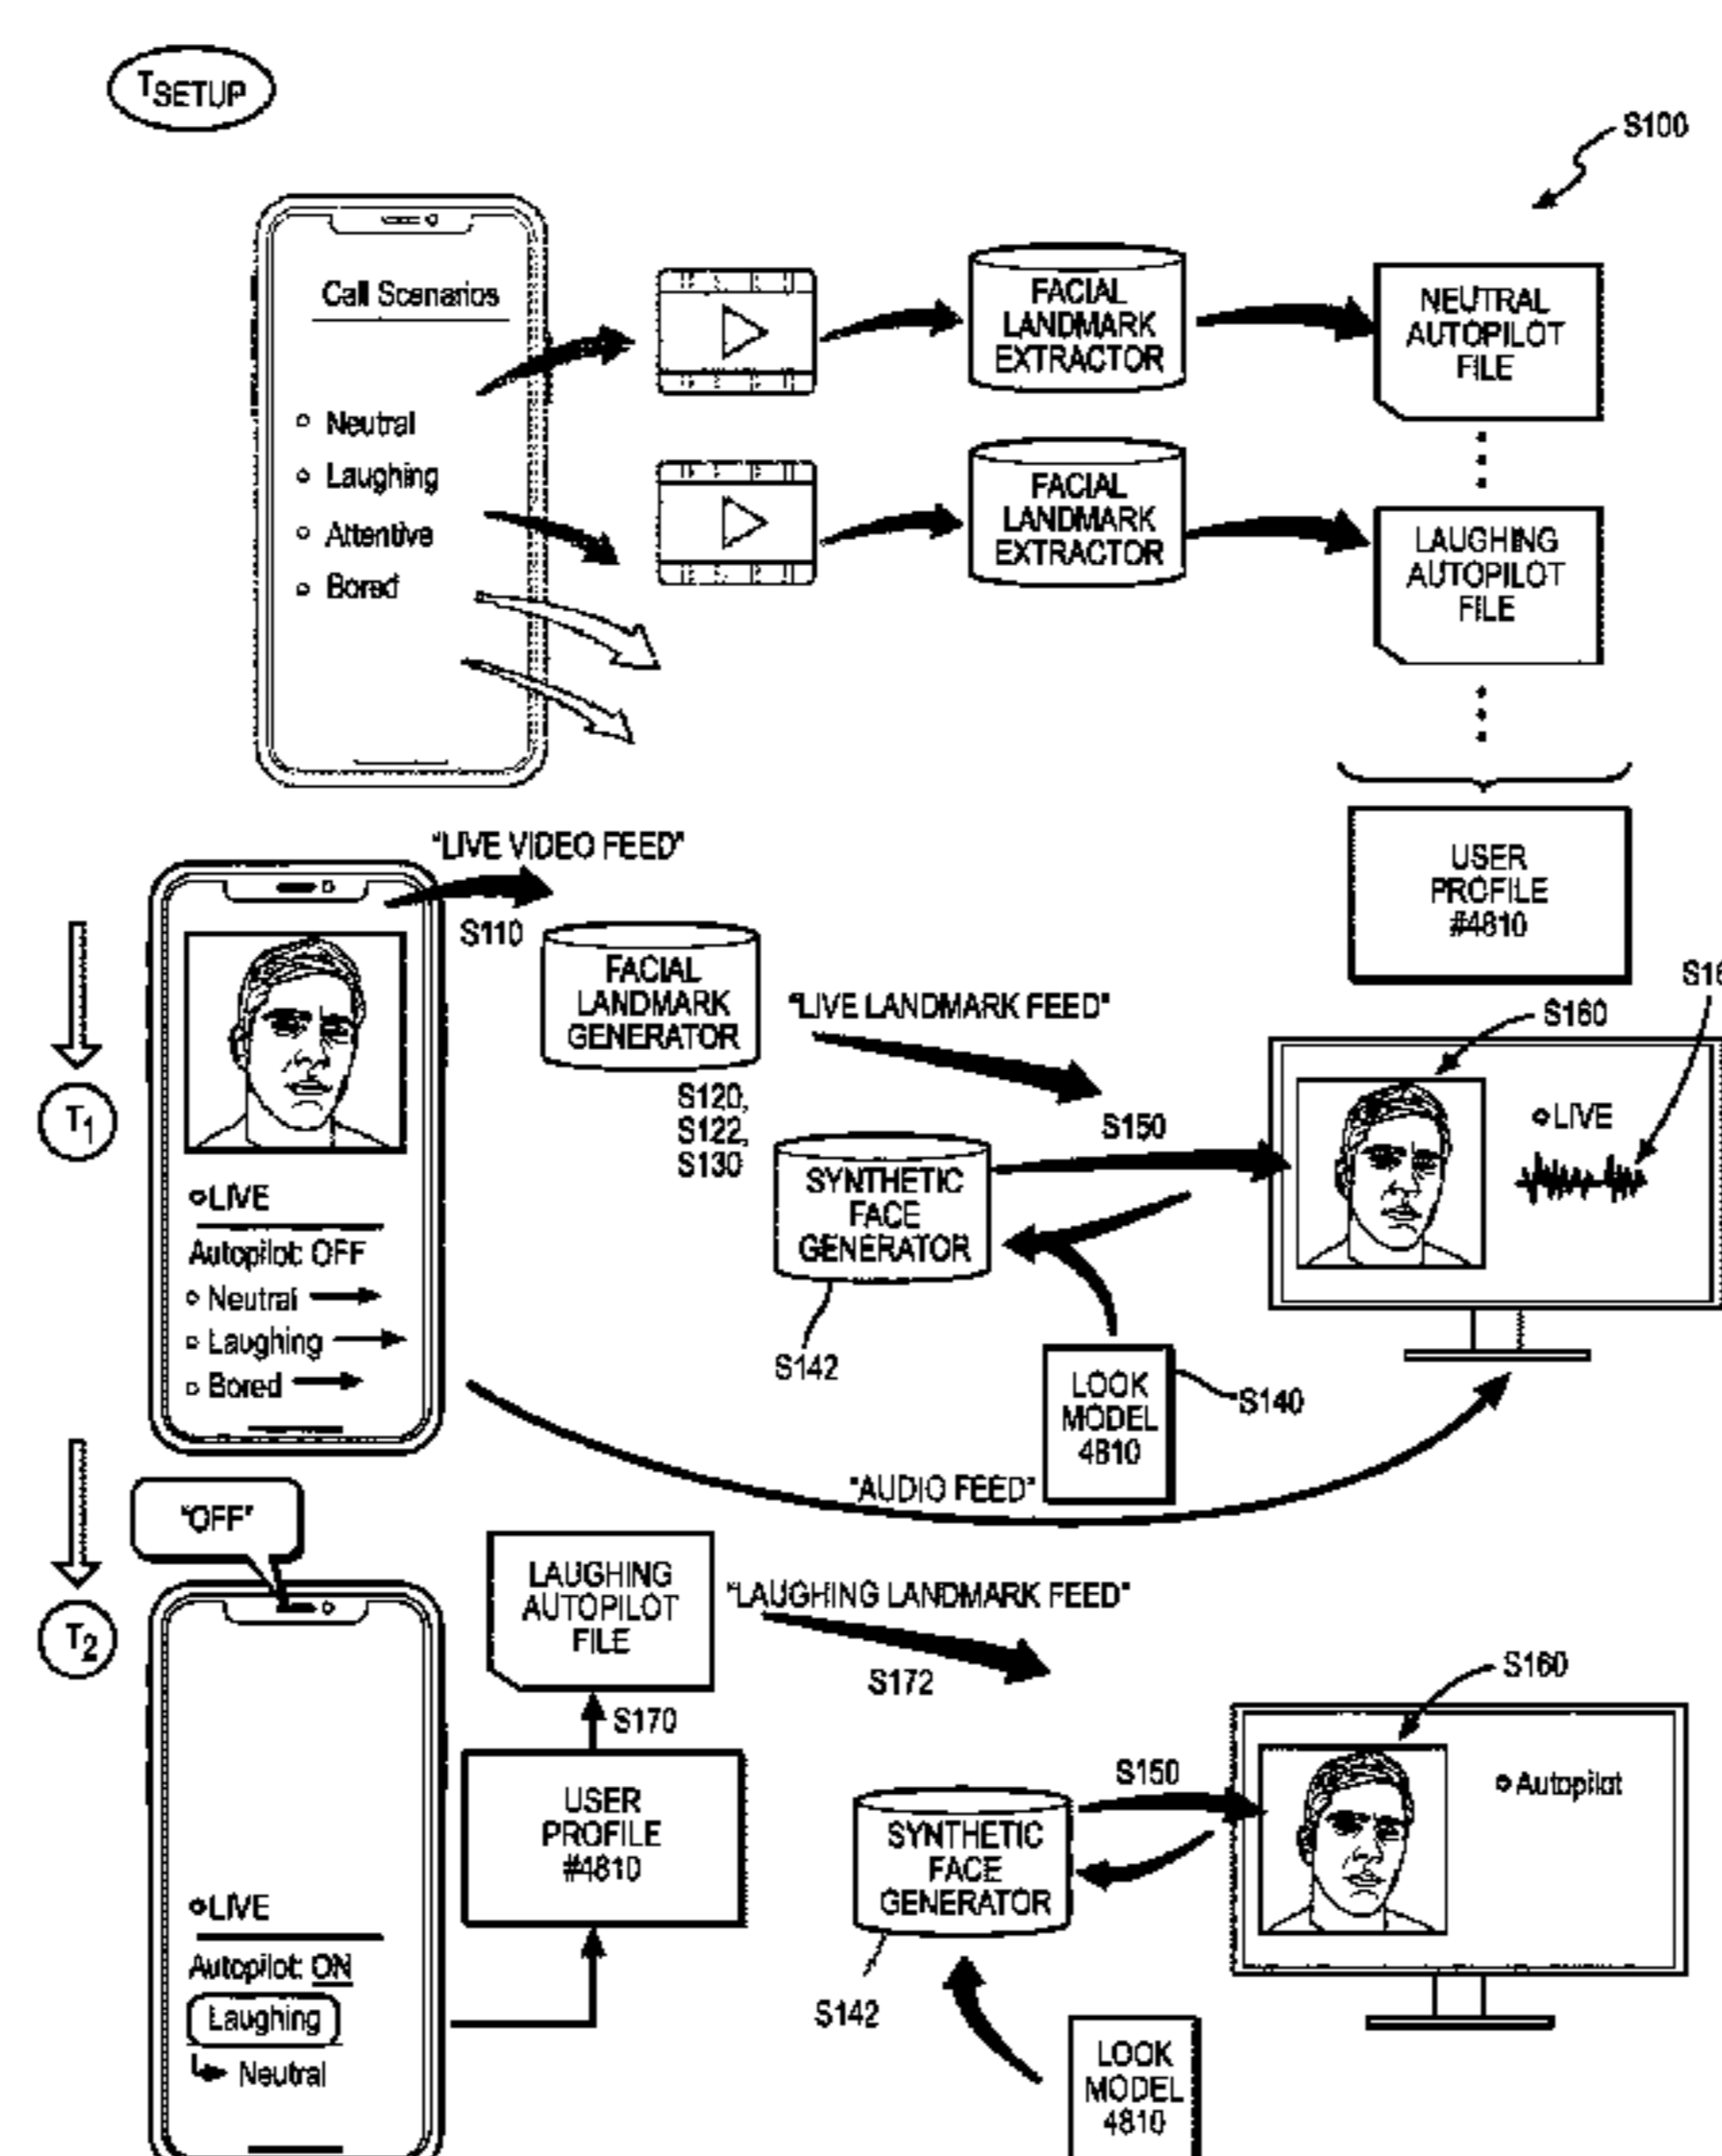 TSETUP
S100
Call Scenarios
Neutral
Laughing
Attentive
Bored
FACIAL
LANDMARK
EXTRACTOR
NEUTRAL
AUTOPILOT
FILE
FACIAL
LANDMARK
EXTRACTOR
LAUGHING
AUTOPILOT
FILE
USER
PROFILE
#4810
"LIVE VIDEO FEED"
S110
FACIAL
LANDMARK
GENERATOR
S120,
S122,
S130
"LIVE LANDMARK FEED"
T1
LIVE
Autopilot: OFF
Neutral
Laughing
Bored
SYNTHETIC
FACE
GENERATOR
S142
S150
S160
LIVE
LOOK
MODEL
4810
S140
"AUDIO FEED"
T2
"OFF"
LIVE
Autopilot: ON
Laughing
Neutral
LAUGHING
AUTOPILOT
FILE
S170
USER
PROFILE
#4810
"LAUGHING LANDMARK FEED"
S172
SYNTHETIC
FACE
GENERATOR
S142
S150
S160
Autopilot
LOOK
MODEL
4810